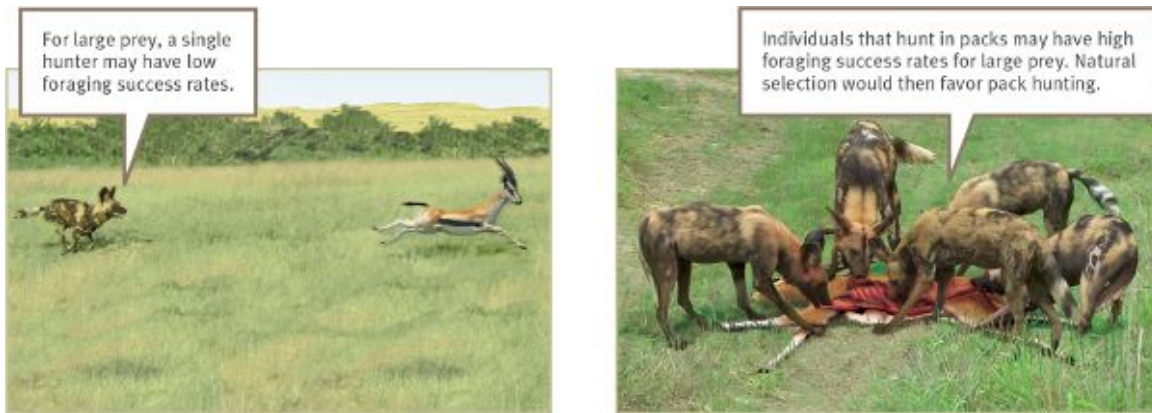 For large prey, a single
hunter may have low
foraging success rates.
Individuals that hunt in packs may have high
foraging success rates for large prey. Natural
selection would then favor pack hunting.